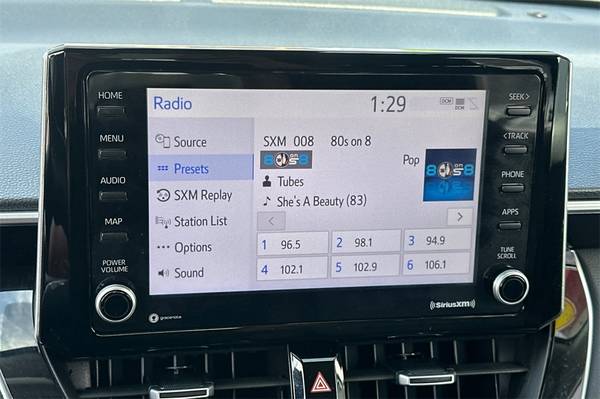 HOME
MENU
AUDIO
MAP
POWER
VOLUME
gracenote
Radio
1:29
DCM
DCM
Source
Presets
SXM Replay
Station List
Options
Sound
SXM 008 80s on 8
Pop
Tubes
She's A Beauty (83)
1 96.5
2 98.1
3 94.9
4 102.1
5 102.9
6 106.1
SEEK >
< TRACK
PHONE
APPS
TUNE
SCROLL
SiriusXM